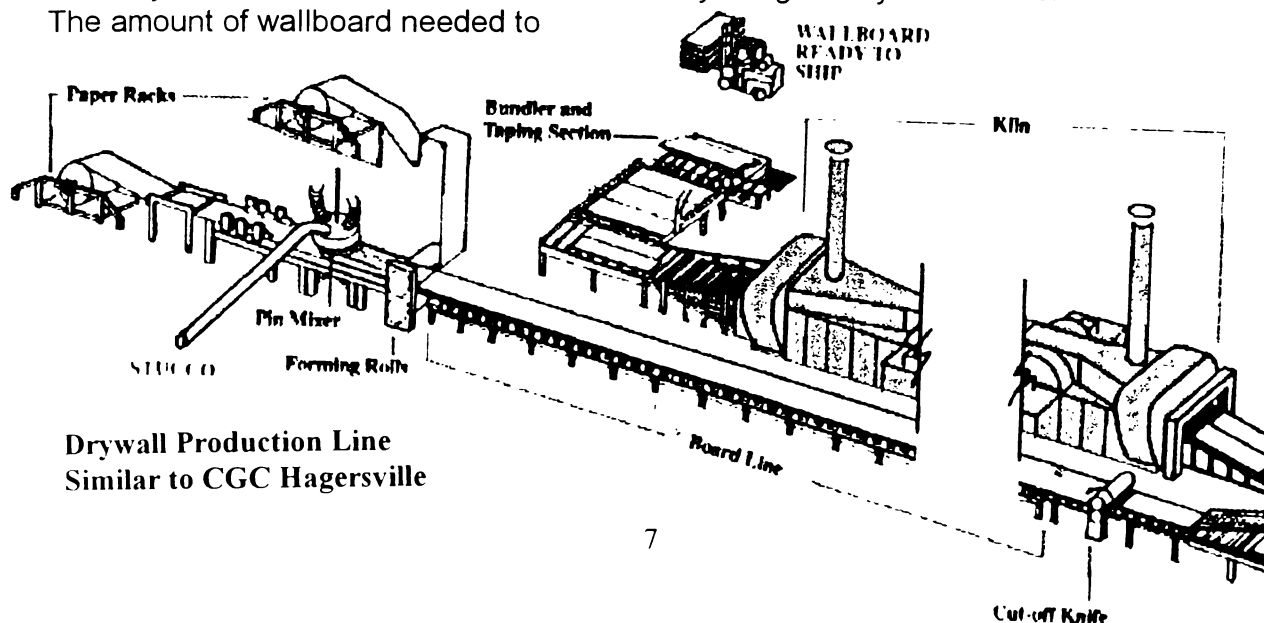 The amount of wallboard needed to
WALLBOARD
READY TO
SHIP
Paper Racks
Bundler and
Taping Section
Kiln
Pin Mixer
STUCCO
Forming Rolls
Board Line
Drywall Production Line
Similar to CGC Hagersville
7
Cut-off Knife